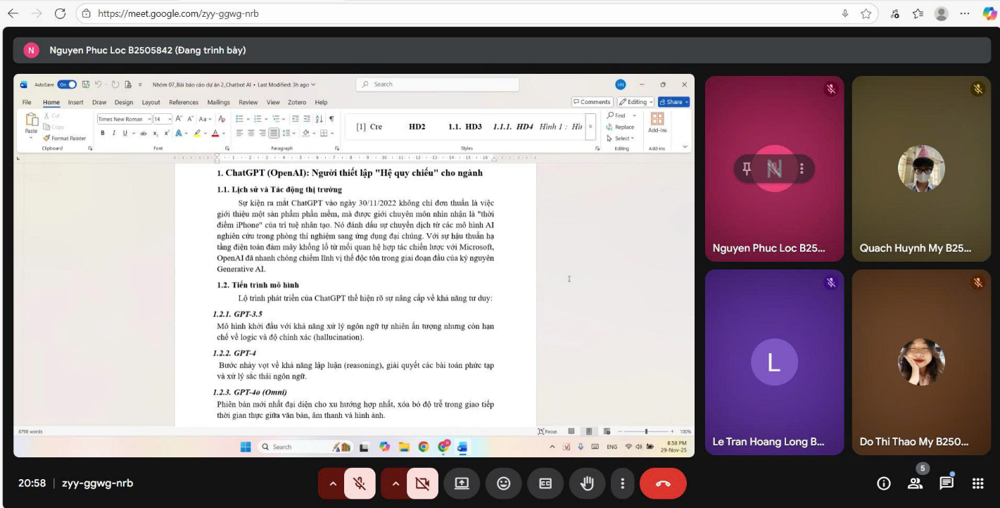 https://meet.google.com/zyy-ggwg-nrb
N Nguyen Phuc Loc B2505842 (Đang trình bày)
AutoSave On Nhóm 07_Bài báo cáo dự án 2_Chatbot AI • Last Modified: 3h ago Search HN
File Home Insert Draw Design Layout References Mailings Review View Zotero Help Comments Editing Share
Paste Cut Copy Format Painter
Times New Roman 14
B I U ab
[1] Cre HD2 1.1. HD3 1.1.1. HD4 Hình 1 : Hìn
Find Replace Select
Add-ins
Clipboard Font Paragraph Styles Editing Add-ins
1. ChatGPT (OpenAI): Người thiết lập "Hệ quy chiếu" cho ngành
1.1. Lịch sử và Tác động thị trường
Sự kiện ra mắt ChatGPT vào ngày 30/11/2022 không chỉ đơn thuần là việc
giới thiệu một sản phẩm phần mềm, mà được giới chuyên môn nhìn nhận là "thời
điểm iPhone" của trí tuệ nhân tạo. Nó đánh dấu sự chuyển dịch từ các mô hình AI
nghiên cứu trong phòng thí nghiệm sang ứng dụng đại chúng. Với sự hậu thuẫn hạ
tầng điện toán đám mây khổng lồ từ mối quan hệ hợp tác chiến lược với Microsoft,
OpenAI đã nhanh chóng chiếm lĩnh vị thế độc tôn trong giai đoạn đầu của kỷ nguyên
Generative AI.
1.2. Tiến trình mô hình
Lộ trình phát triển của ChatGPT thể hiện rõ sự nâng cấp về khả năng tư duy:
1.2.1. GPT-3.5
Mô hình khởi đầu với khả năng xử lý ngôn ngữ tự nhiên ấn tượng nhưng còn hạn
chế về logic và độ chính xác (hallucination).
1.2.2. GPT-4
Bước nhảy vọt về khả năng lập luận (reasoning), giải quyết các bài toán phức tạp
và xử lý sắc thái ngôn ngữ.
1.2.3. GPT-4o (Omni)
Phiên bản mới nhất đại diện cho xu hướng hợp nhất, xóa bỏ độ trễ trong giao tiếp
thời gian thực giữa văn bản, âm thanh và hình ảnh.
8798 words Focus 100%
Search ENG 8:58 PM
29-Nov-25
N
Nguyen Phuc Loc B25...
Quach Huynh My B25...
L
Le Tran Hoang Long B...
Do Thi Thao My B250...
20:58 | zyy-ggwg-nrb
5